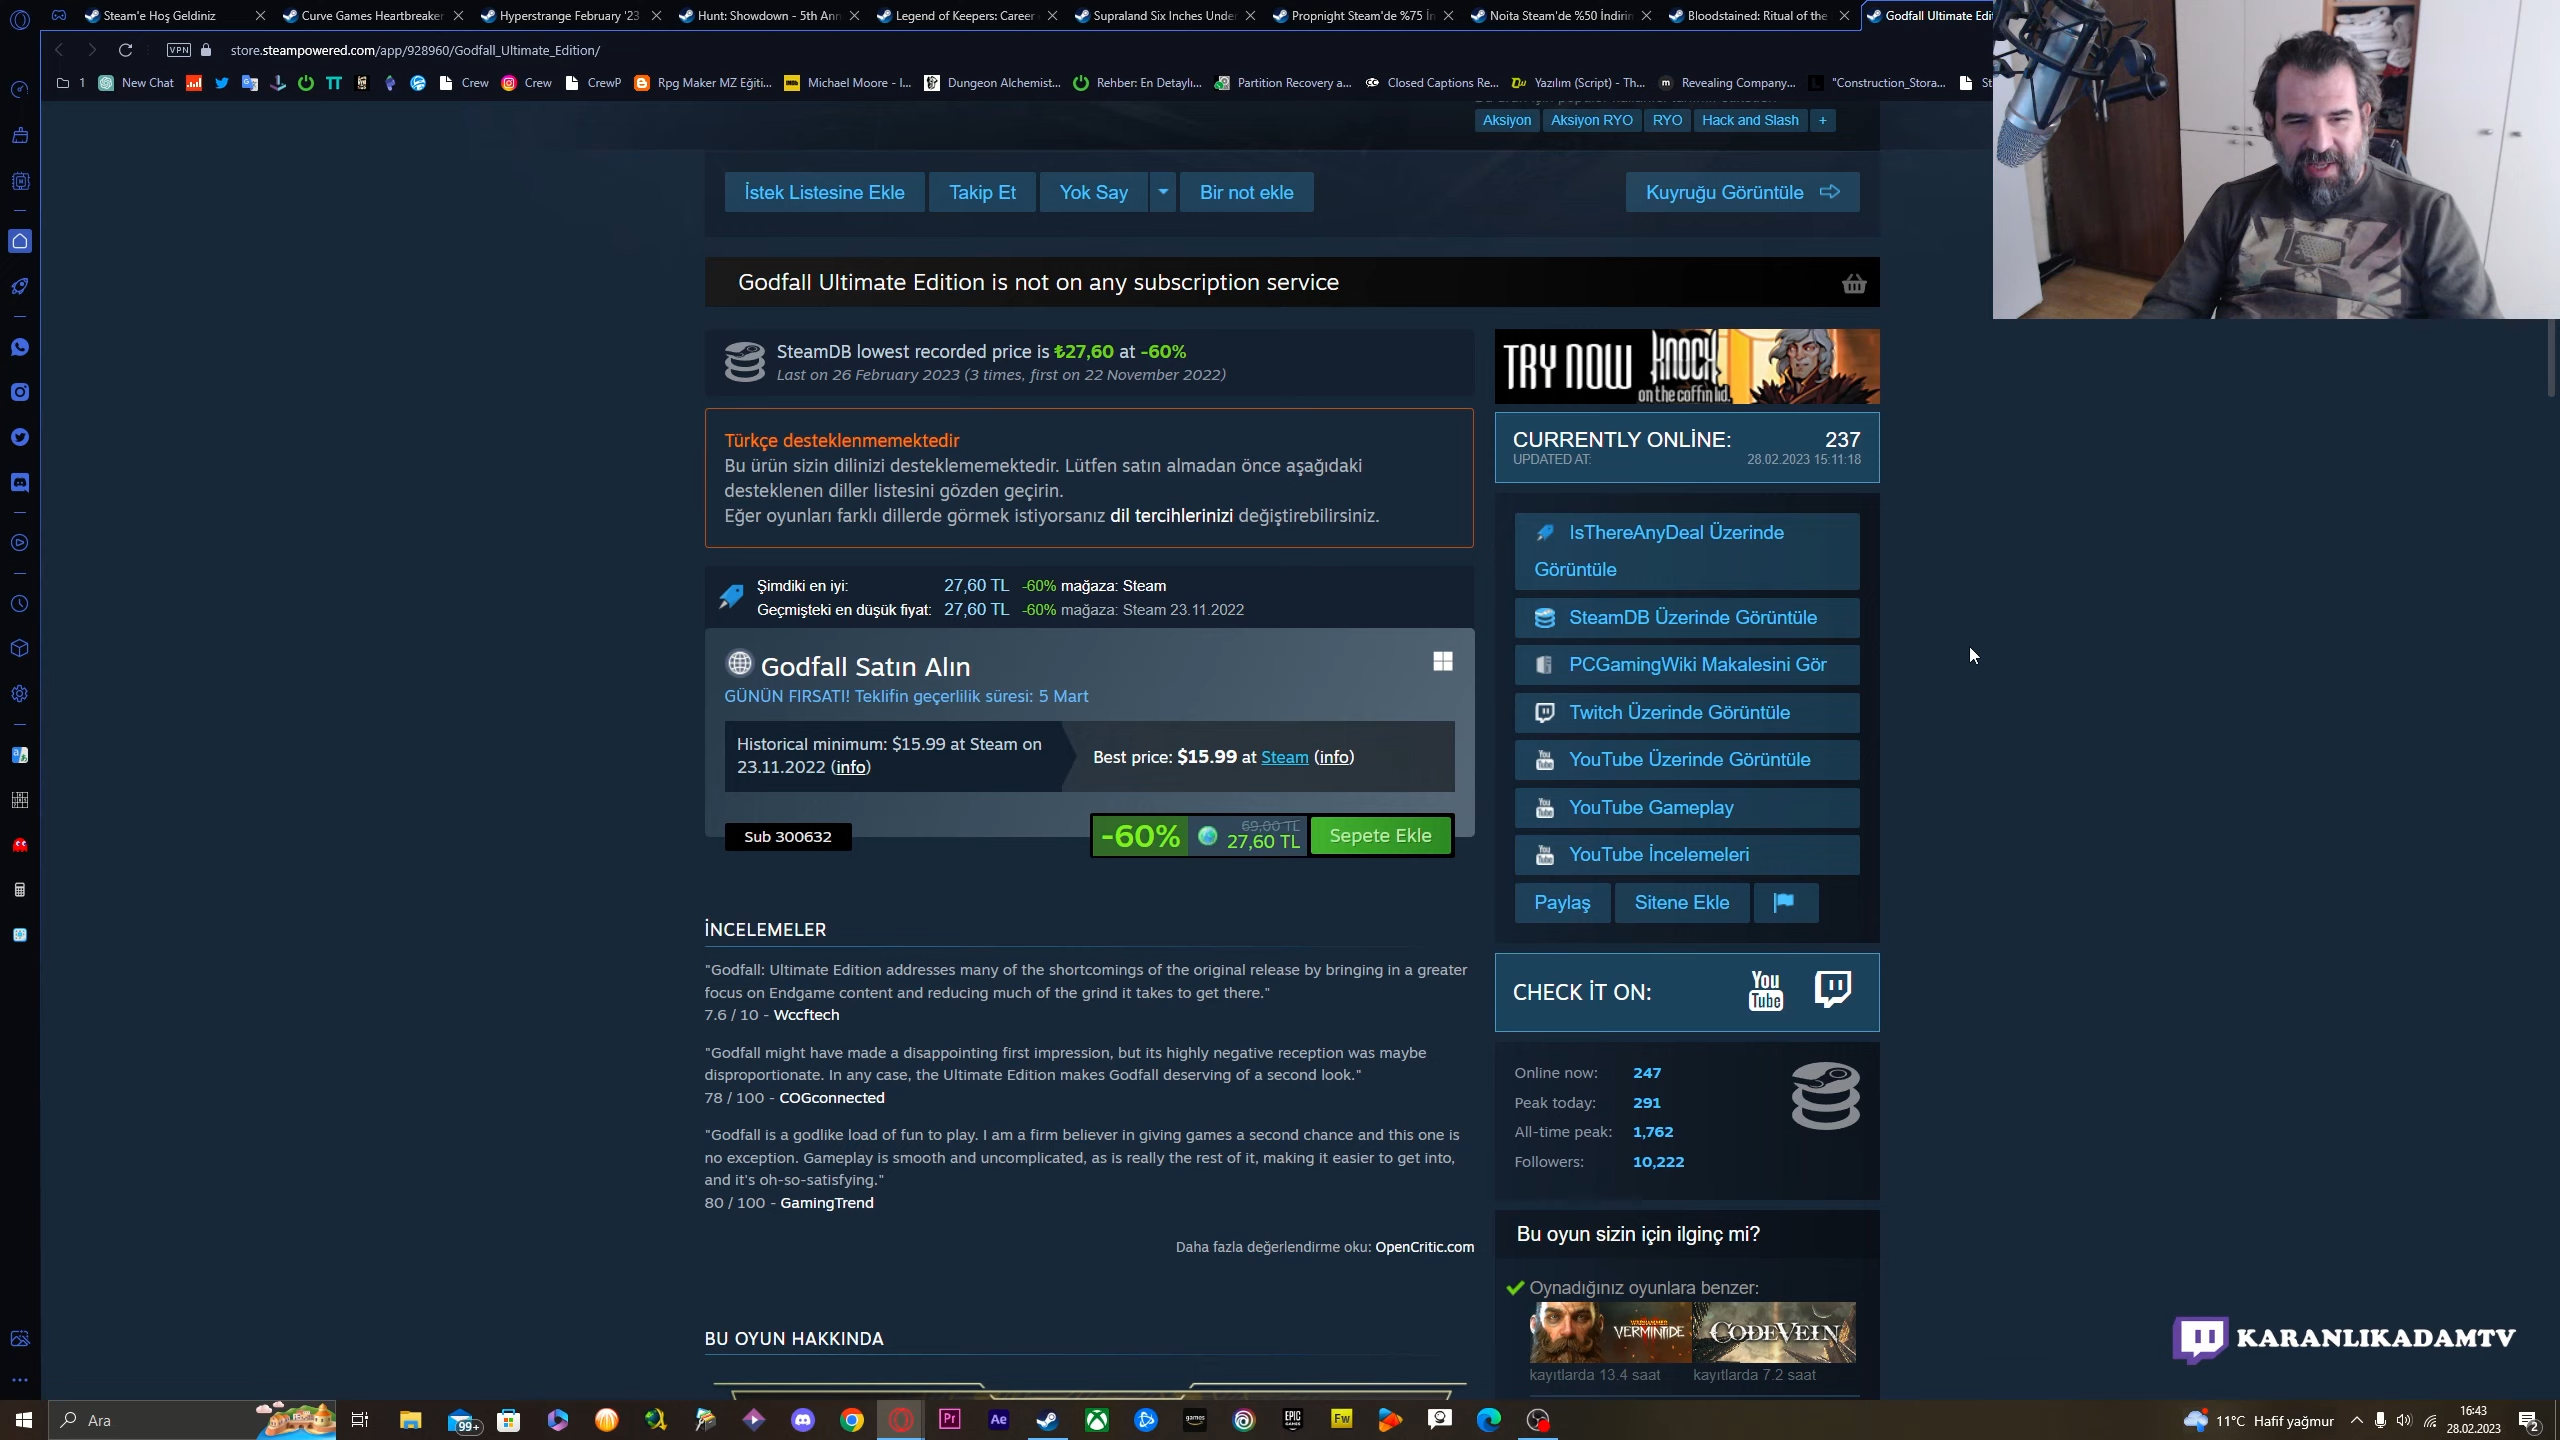 Steam'e Hoş Geldiniz
Curve Games Heartbreaker
Hyperstrange February '23
Hunt: Showdown - 5th Ann
Legend of Keepers: Career
Supraland Six Inches Unde
Propnight Steam'de %75 İn
Noita Steam'de %50 İndirin
Bloodstained: Ritual of the
Godfall Ultimate Edi
VPN
store.steampowered.com/app/928960/Godfall_Ultimate_Edition/
1
New Chat
TT
Crew
Crew
CrewP
Rpg Maker MZ Eğiti...
Michael Moore - I...
Dungeon Alchemist...
Rehber: En Detaylı...
Partition Recovery a...
Closed Captions Re...
Yazılım (Script) - Th...
Revealing Company...
"Construction_Stora...
St
Aksiyon
Aksiyon RYO
RYO
Hack and Slash
+
İstek Listesine Ekle
Takip Et
Yok Say
Bir not ekle
Kuyruğu Görüntüle
Godfall Ultimate Edition is not on any subscription service
SteamDB lowest recorded price is ₺27,60 at -60%
Last on 26 February 2023 (3 times, first on 22 November 2022)
Türkçe desteklenmemektedir
Bu ürün sizin dilinizi desteklememektedir. Lütfen satın almadan önce aşağıdaki
desteklenen diller listesini gözden geçirin.
Eğer oyunları farklı dillerde görmek istiyorsanız dil tercihlerinizi değiştirebilirsiniz.
Şimdiki en iyi: 27,60 TL -60% mağaza: Steam
Geçmişteki en düşük fiyat: 27,60 TL -60% mağaza: Steam 23.11.2022
Godfall Satın Alın
GÜNÜN FIRSATI! Teklifin geçerlilik süresi: 5 Mart
Historical minimum: $15.99 at Steam on
23.11.2022 (info)
Best price: $15.99 at Steam (info)
Sub 300632
-60%
69,00 TL
27,60 TL
Sepete Ekle
İNCELEMELER
"Godfall: Ultimate Edition addresses many of the shortcomings of the original release by bringing in a greater
focus on Endgame content and reducing much of the grind it takes to get there."
7.6 / 10 - Wccftech
"Godfall might have made a disappointing first impression, but its highly negative reception was maybe
disproportionate. In any case, the Ultimate Edition makes Godfall deserving of a second look."
78 / 100 - COGconnected
"Godfall is a godlike load of fun to play. I am a firm believer in giving games a second chance and this one is
no exception. Gameplay is smooth and uncomplicated, as is really the rest of it, making it easier to get into,
and it's oh-so-satisfying."
80 / 100 - GamingTrend
Daha fazla değerlendirme oku: OpenCritic.com
BU OYUN HAKKINDA
TRY NOW
KNOCK
on the coffin lid.
CURRENTLY ONLİNE: 237
UPDATED AT: 28.02.2023 15:11:18
IsThereAnyDeal Üzerinde
Görüntüle
SteamDB Üzerinde Görüntüle
PCGamingWiki Makalesini Gör
Twitch Üzerinde Görüntüle
YouTube Üzerinde Görüntüle
YouTube Gameplay
YouTube İncelemeleri
Paylaş
Sitene Ekle
CHECK İT ON:
You
Tube
Online now: 247
Peak today: 291
All-time peak: 1,762
Followers: 10,222
Bu oyun sizin için ilginç mi?
Oynadığınız oyunlara benzer:
WARHAMMER
VERMINTIDE
CODE VEIN
kayıtlarda 13.4 saat
kayıtlarda 7.2 saat
KARANLIKADAMTV
Ara
99+
Pr
Ae
games
EPIC
GAMES
Fw
11°C Hafif yağmur
16:43
28.02.2023
2